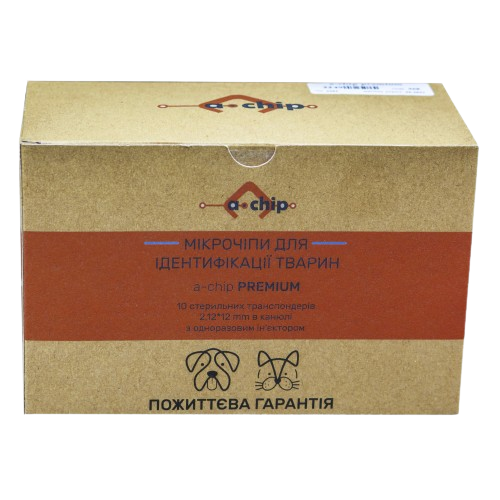 a·chip
a·chip
МІКРОЧІПИ ДЛЯ
ІДЕНТИФІКАЦІЇ ТВАРИН
a-chip PREMIUM
10 стерильних транспондерів
2,12*12 mm в канюлі
з одноразовим ін'єктором
ПОЖИТТЄВА ГАРАНТІЯ